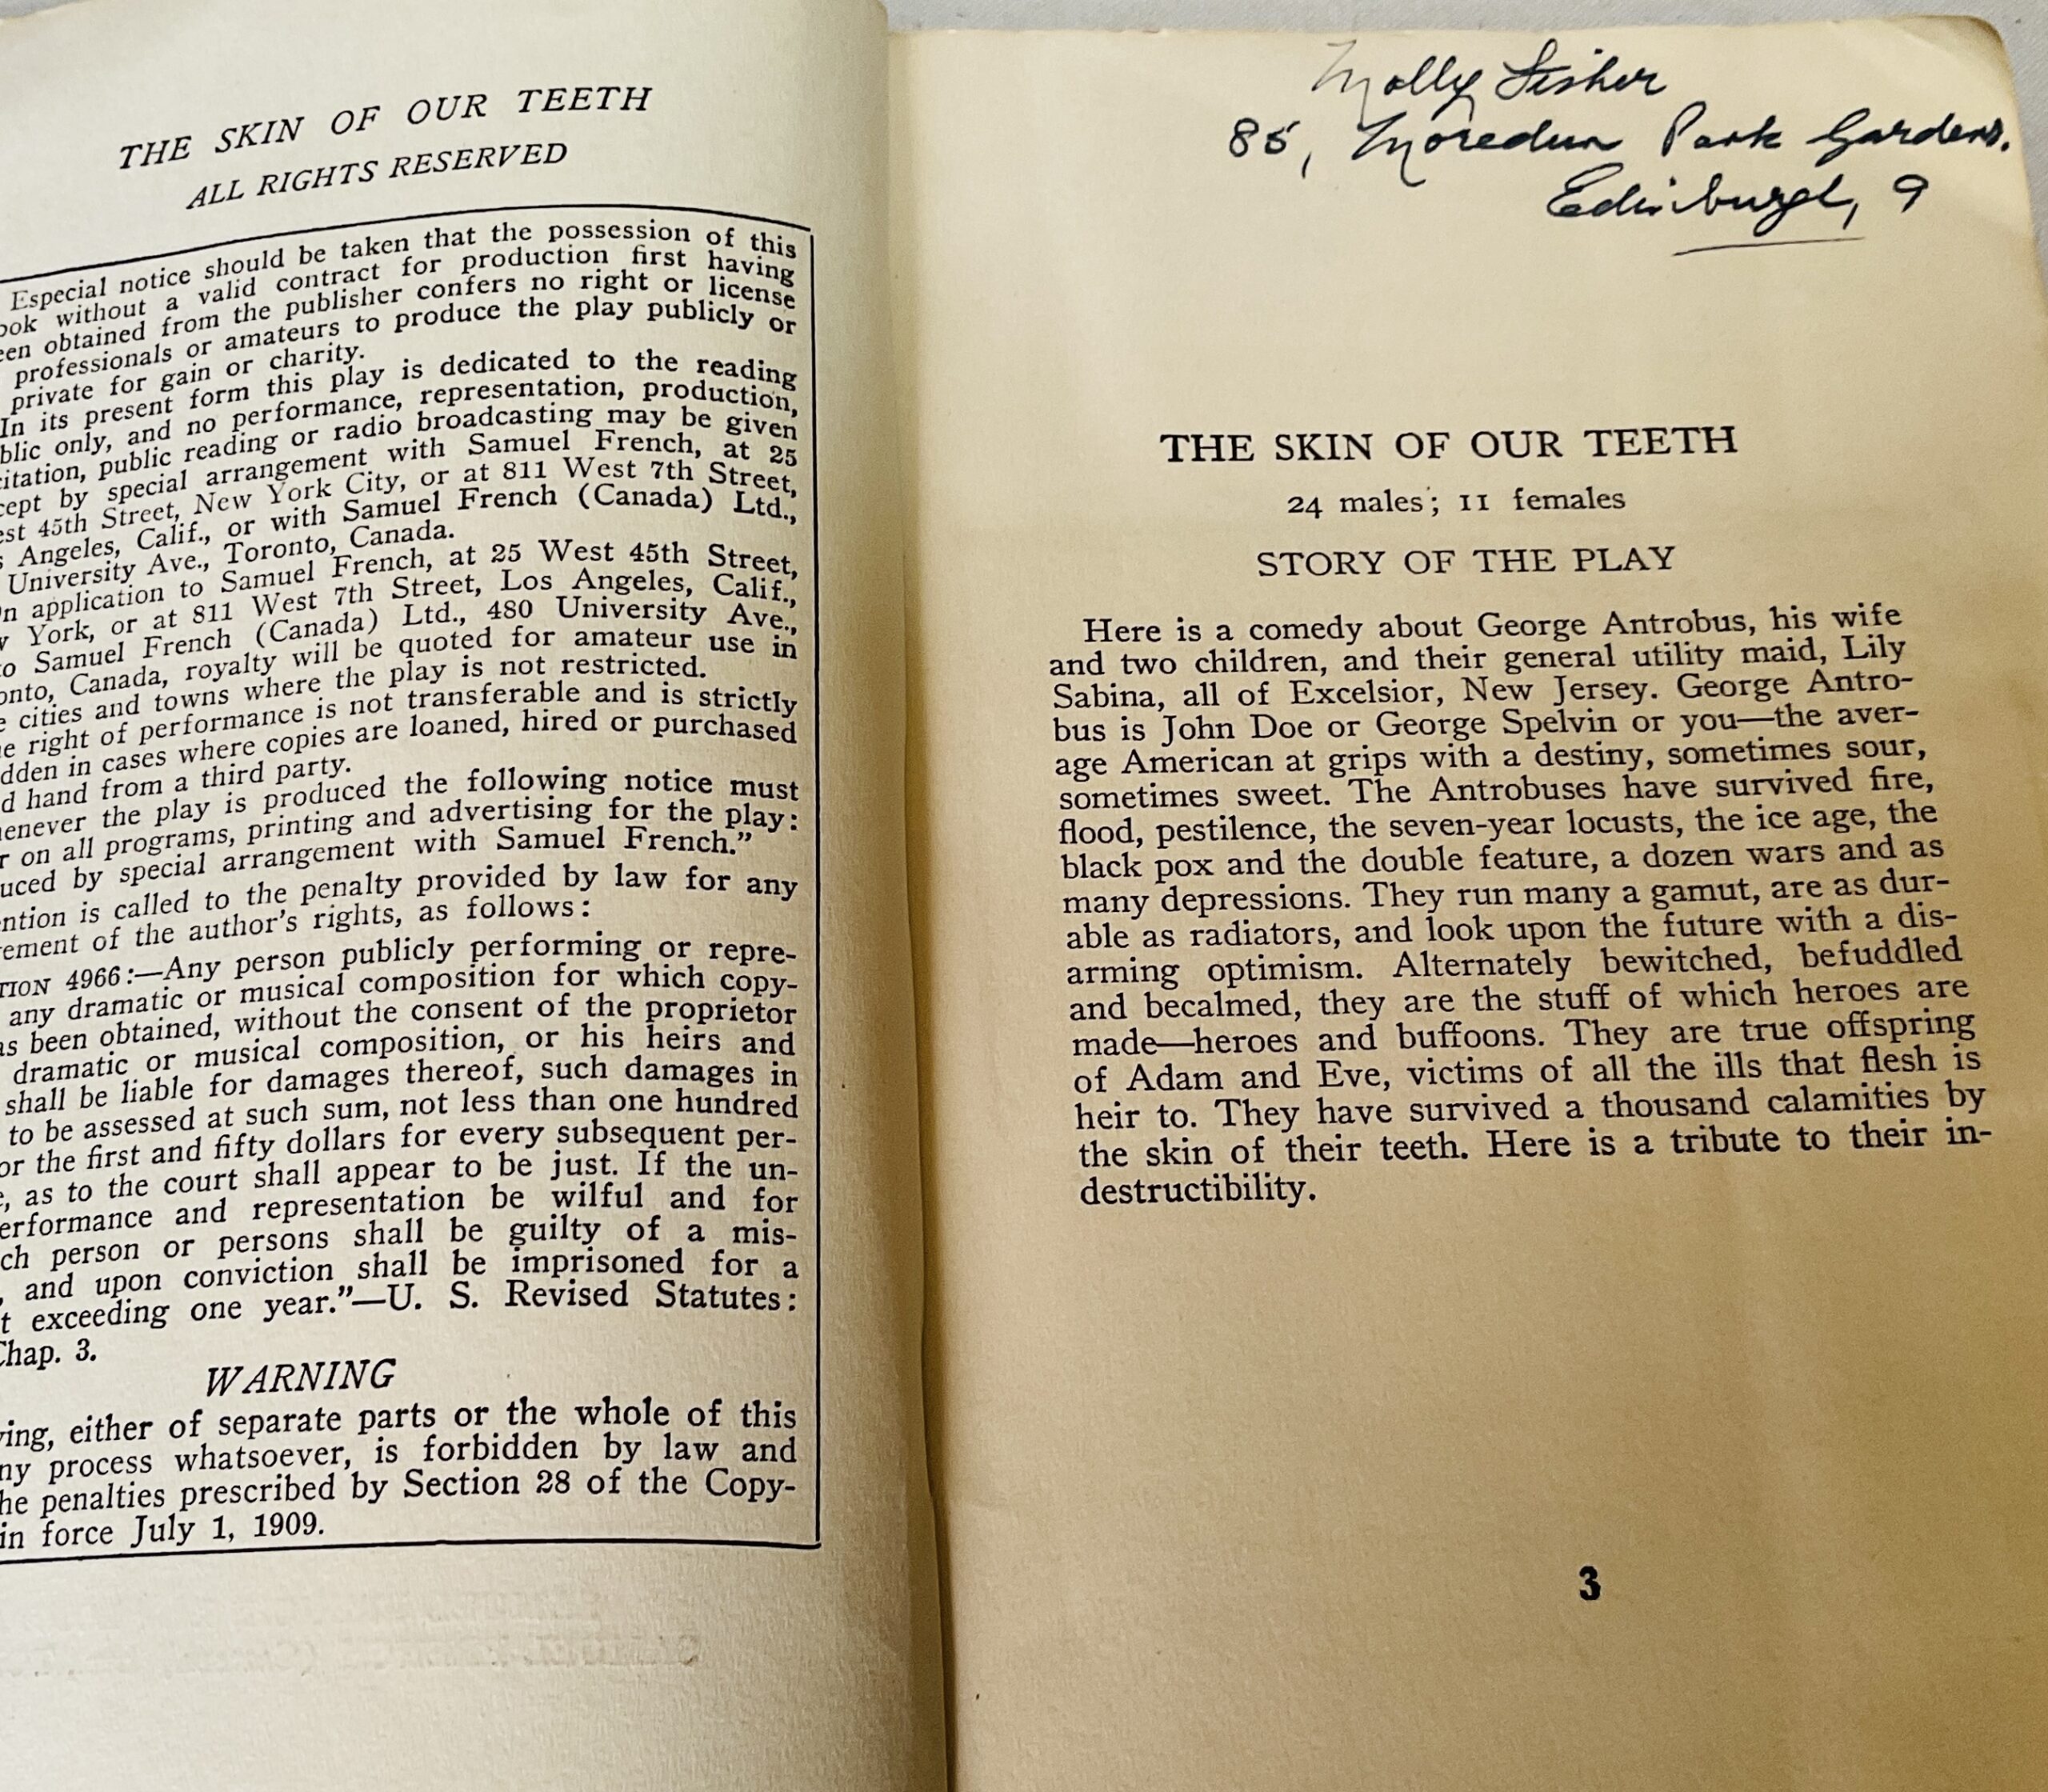 THE SKIN OF OUR TEETH
ALL RIGHTS RESERVED
Especial notice should be taken that the possession of this
ook without a valid contract for production first having
een obtained from the publisher confers no right or license
professionals or amateurs to produce the play publicly or
private for gain or charity.
In its present form this play is dedicated to the reading
blic only, and no performance, representation, production,
citation, public reading or radio broadcasting may be given
cept by special arrangement with Samuel French, at 25
est 45th Street, New York City, or at 811 West 7th Street,
s Angeles, Calif., or with Samuel French (Canada) Ltd.,
University Ave., Toronto, Canada.
On application to Samuel French, at 25 West 45th Street,
w York, or at 811 West 7th Street, Los Angeles, Calif.,
to Samuel French (Canada) Ltd., 480 University Ave.,
onto, Canada, royalty will be quoted for amateur use in
e cities and towns where the play is not restricted.
he right of performance is not transferable and is strictly
dden in cases where copies are loaned, hired or purchased
d hand from a third party.
henever the play is produced the following notice must
r on all programs, printing and advertising for the play:
uced by special arrangement with Samuel French."
ention is called to the penalty provided by law for any
ement of the author's rights, as follows:
TION 4966:—Any person publicly performing or repre-
any dramatic or musical composition for which copy-
as been obtained, without the consent of the proprietor
dramatic or musical composition, or his heirs and
shall be liable for damages thereof, such damages in
to be assessed at such sum, not less than one hundred
or the first and fifty dollars for every subsequent per-
e, as to the court shall appear to be just. If the un-
erformance and representation be wilful and for
ch person or persons shall be guilty of a mis-
, and upon conviction shall be imprisoned for a
t exceeding one year."—U. S. Revised Statutes:
Chap. 3.
WARNING
ying, either of separate parts or the whole of this
ny process whatsoever, is forbidden by law and
he penalties prescribed by Section 28 of the Copy-
in force July 1, 1909.
Molly Fisher
85, Moredun Park Gardens.
Edinburgh, 9
THE SKIN OF OUR TEETH
24 males; 11 females
STORY OF THE PLAY
Here is a comedy about George Antrobus, his wife
and two children, and their general utility maid, Lily
Sabina, all of Excelsior, New Jersey. George Antro-
bus is John Doe or George Spelvin or you—the aver-
age American at grips with a destiny, sometimes sour,
sometimes sweet. The Antrobuses have survived fire,
flood, pestilence, the seven-year locusts, the ice age, the
black pox and the double feature, a dozen wars and as
many depressions. They run many a gamut, are as dur-
able as radiators, and look upon the future with a dis-
arming optimism. Alternately bewitched, befuddled
and becalmed, they are the stuff of which heroes are
made—heroes and buffoons. They are true offspring
of Adam and Eve, victims of all the ills that flesh is
heir to. They have survived a thousand calamities by
the skin of their teeth. Here is a tribute to their in-
destructibility.
3